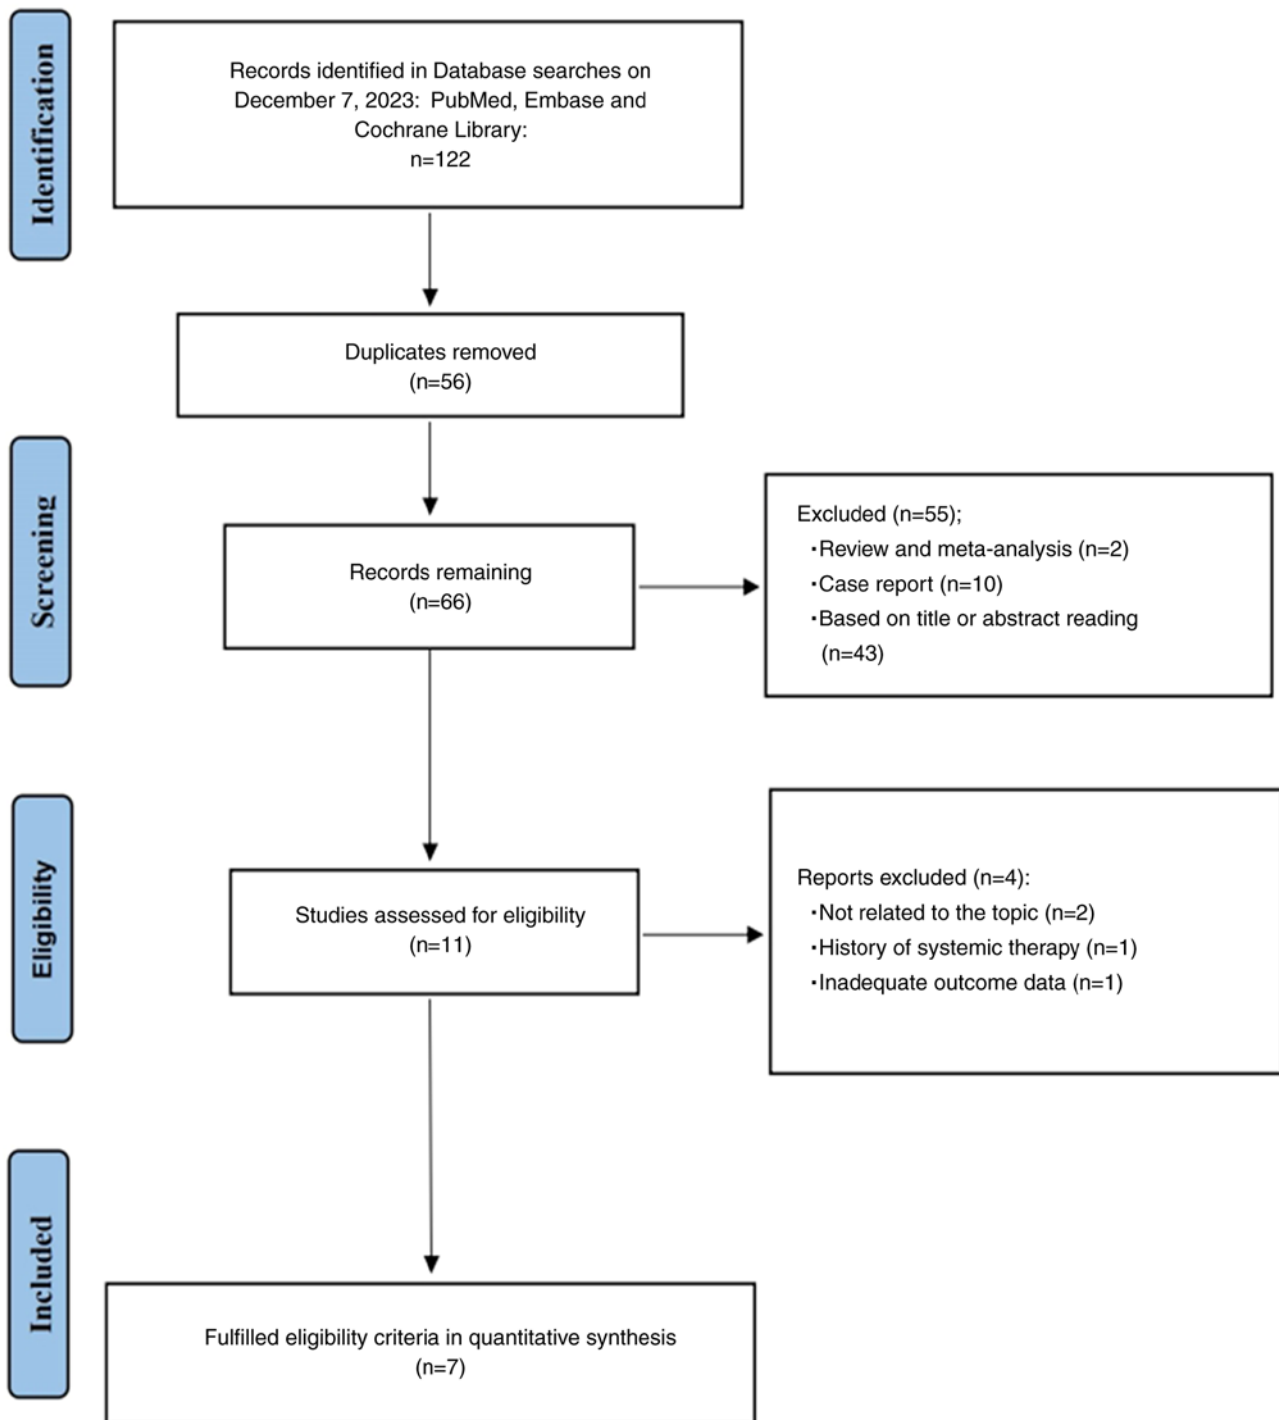 Identification
Records identified in Database searches on
December 7, 2023: PubMed, Embase and
Cochrane Library:
n=122
Duplicates removed
(n=56)
Screening
Records remaining
(n=66)
Excluded (n=55);
·Review and meta-analysis (n=2)
·Case report (n=10)
·Based on title or abstract reading
(n=43)
Eligibility
Studies assessed for eligibility
(n=11)
Reports excluded (n=4):
·Not related to the topic (n=2)
·History of systemic therapy (n=1)
·Inadequate outcome data (n=1)
Included
Fulfilled eligibility criteria in quantitative synthesis
(n=7)